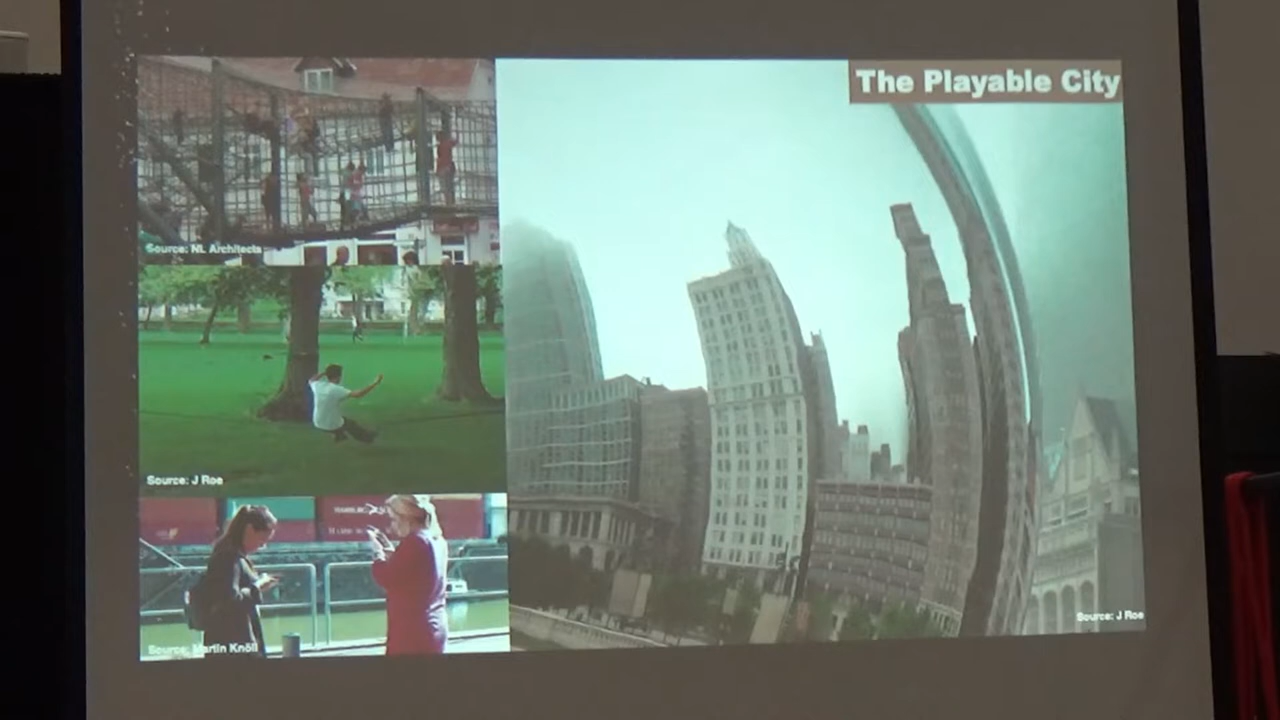 The Playable City
Source: NL Architects
Source: J Roe
Source: Martin Knöll
Source: J Roe